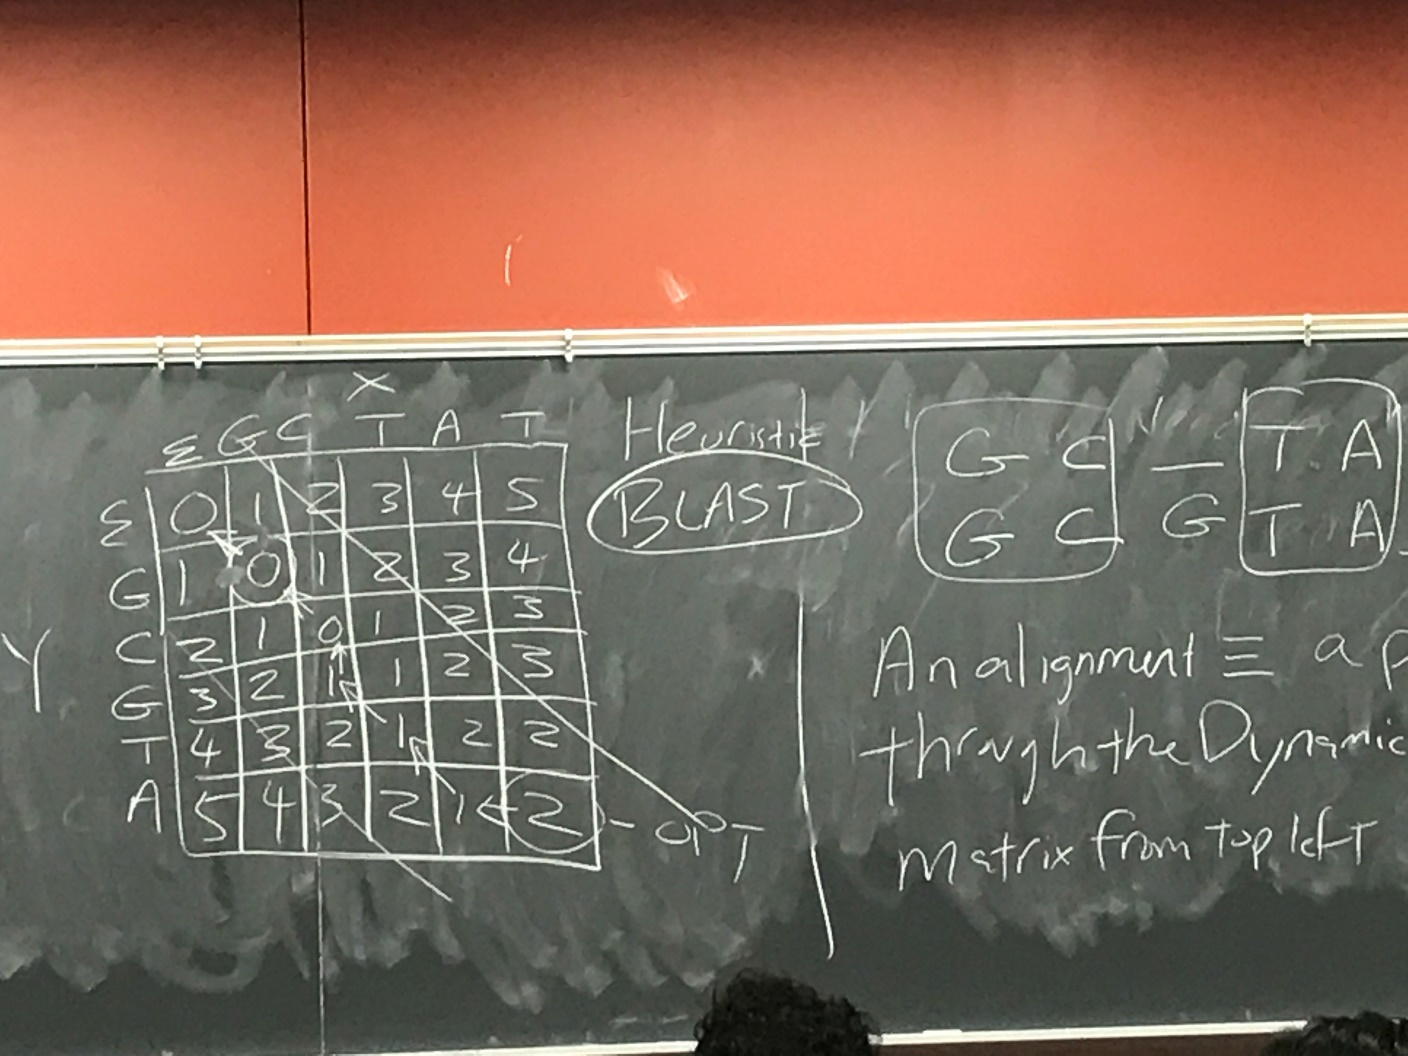 X
Σ G C T A T
Σ 0 1 2 3 4 5
G 1 0 1 2 3 4
C 2 1 0 1 2 3
G 3 2 1 1 2 3
T 4 3 2 1 2 2
A 5 4 3 2 1 2 - OPT
Y
Heuristic
BLAST
G C _ T A
G C G T A
An alignment ≡ a
through the Dynamic
matrix from top left